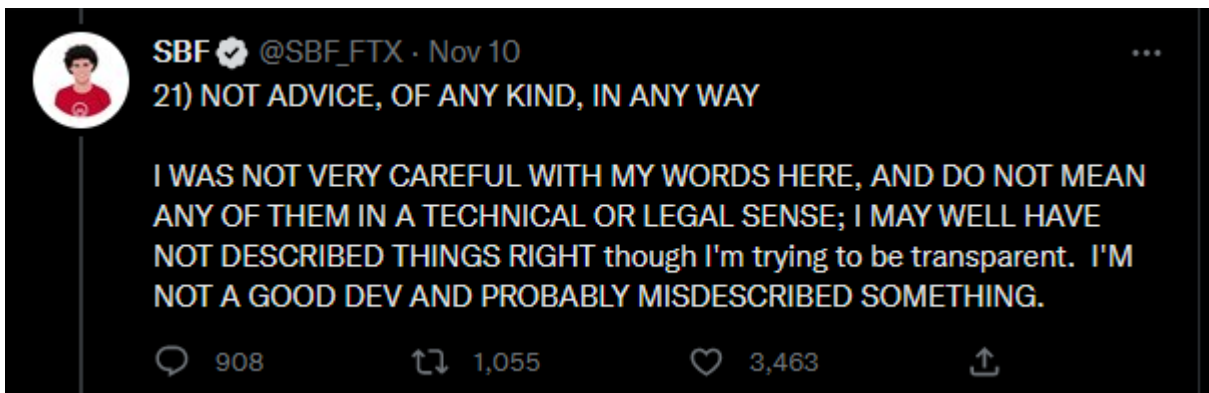 SBF @SBF_FTX · Nov 10
21) NOT ADVICE, OF ANY KIND, IN ANY WAY
I WAS NOT VERY CAREFUL WITH MY WORDS HERE, AND DO NOT MEAN
ANY OF THEM IN A TECHNICAL OR LEGAL SENSE; I MAY WELL HAVE
NOT DESCRIBED THINGS RIGHT though I'm trying to be transparent. I'M
NOT A GOOD DEV AND PROBABLY MISDESCRIBED SOMETHING.
908 1,055 3,463